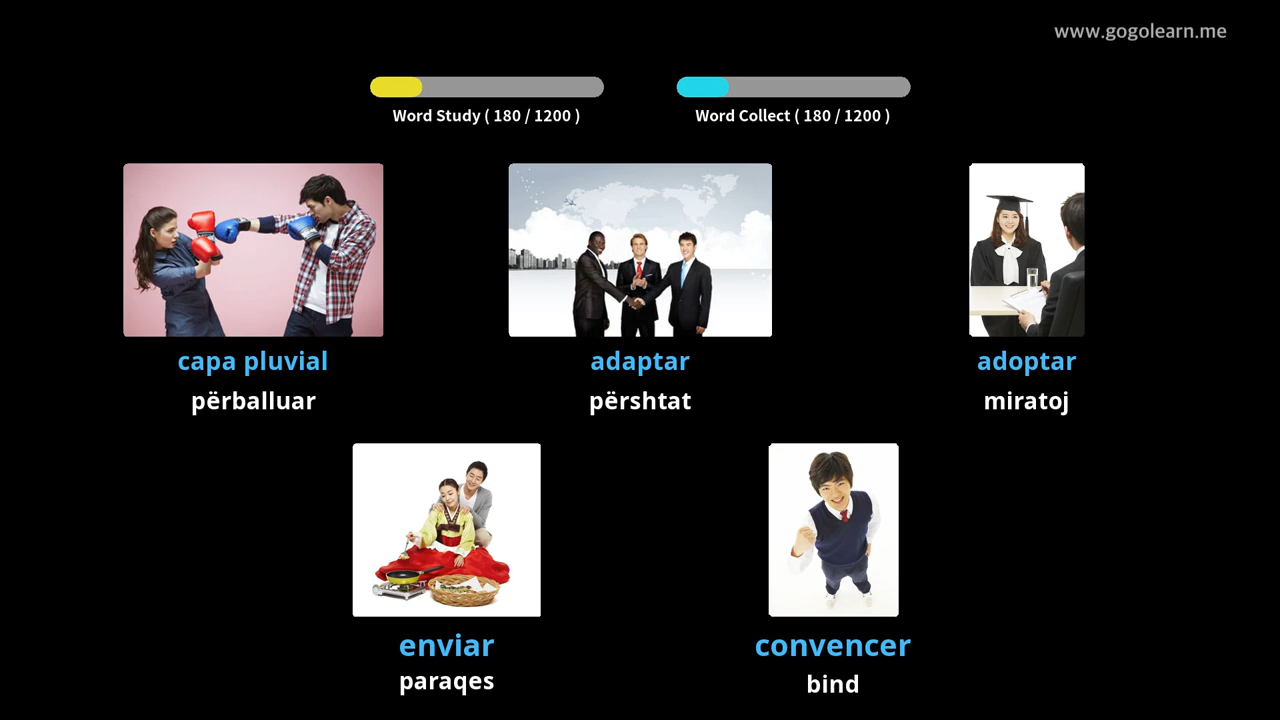 www.gogolearn.me
Word Study ( 180 / 1200 )
Word Collect ( 180 / 1200 )
capa pluvial
adaptar
adoptar
përballuar
përshtat
miratoj
enviar
convencer
paraqes
bind